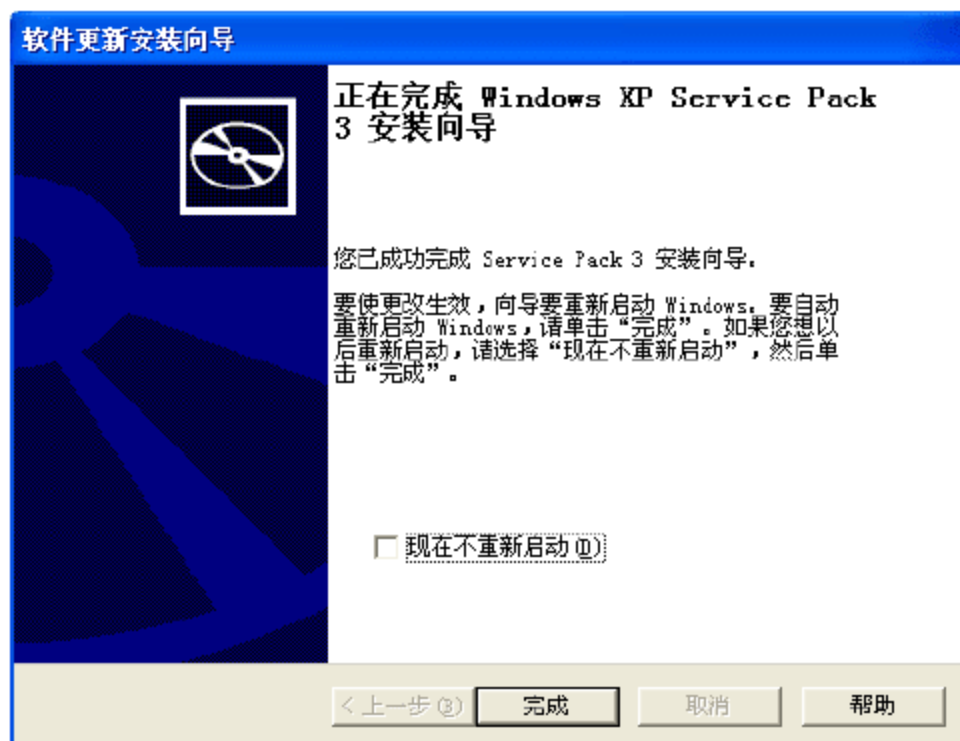 软件更新安装向导
正在完成 Windows XP Service Pack
3 安装向导
您已成功完成 Service Pack 3 安装向导。
要使更改生效，向导要重新启动 Windows。要自动
重新启动 Windows，请单击“完成”。如果您想以
后重新启动，请选择“现在不重新启动”，然后单
击“完成”。
现在不重新启动(D)
<上一步(B) 完成 取消 帮助